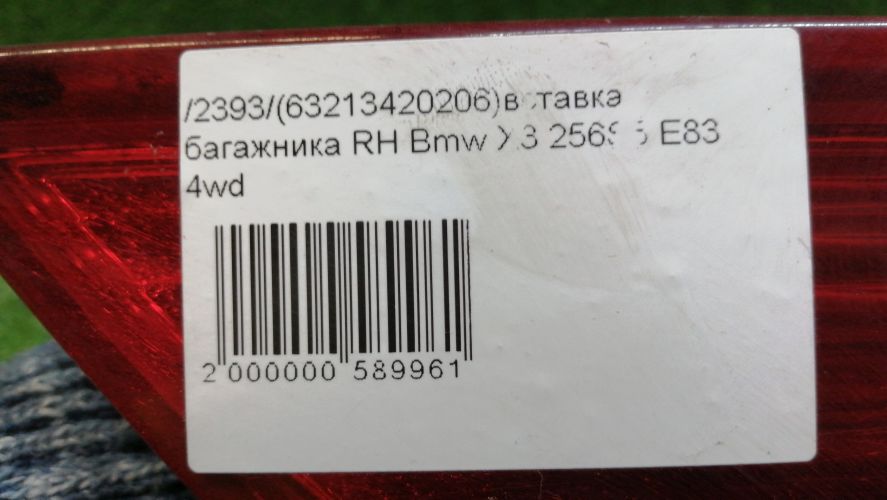 /2393/(63213420206)вставка
багажника RH Bmw X3 E83
4wd
2 000000 589961